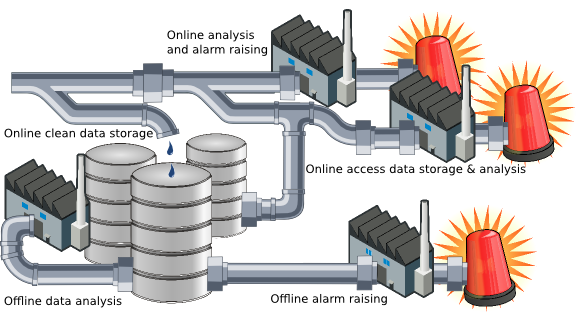 Online analysis
and alarm raising
Online clean data storage
Online access data storage & analysis
Offline data analysis
Offline alarm raising